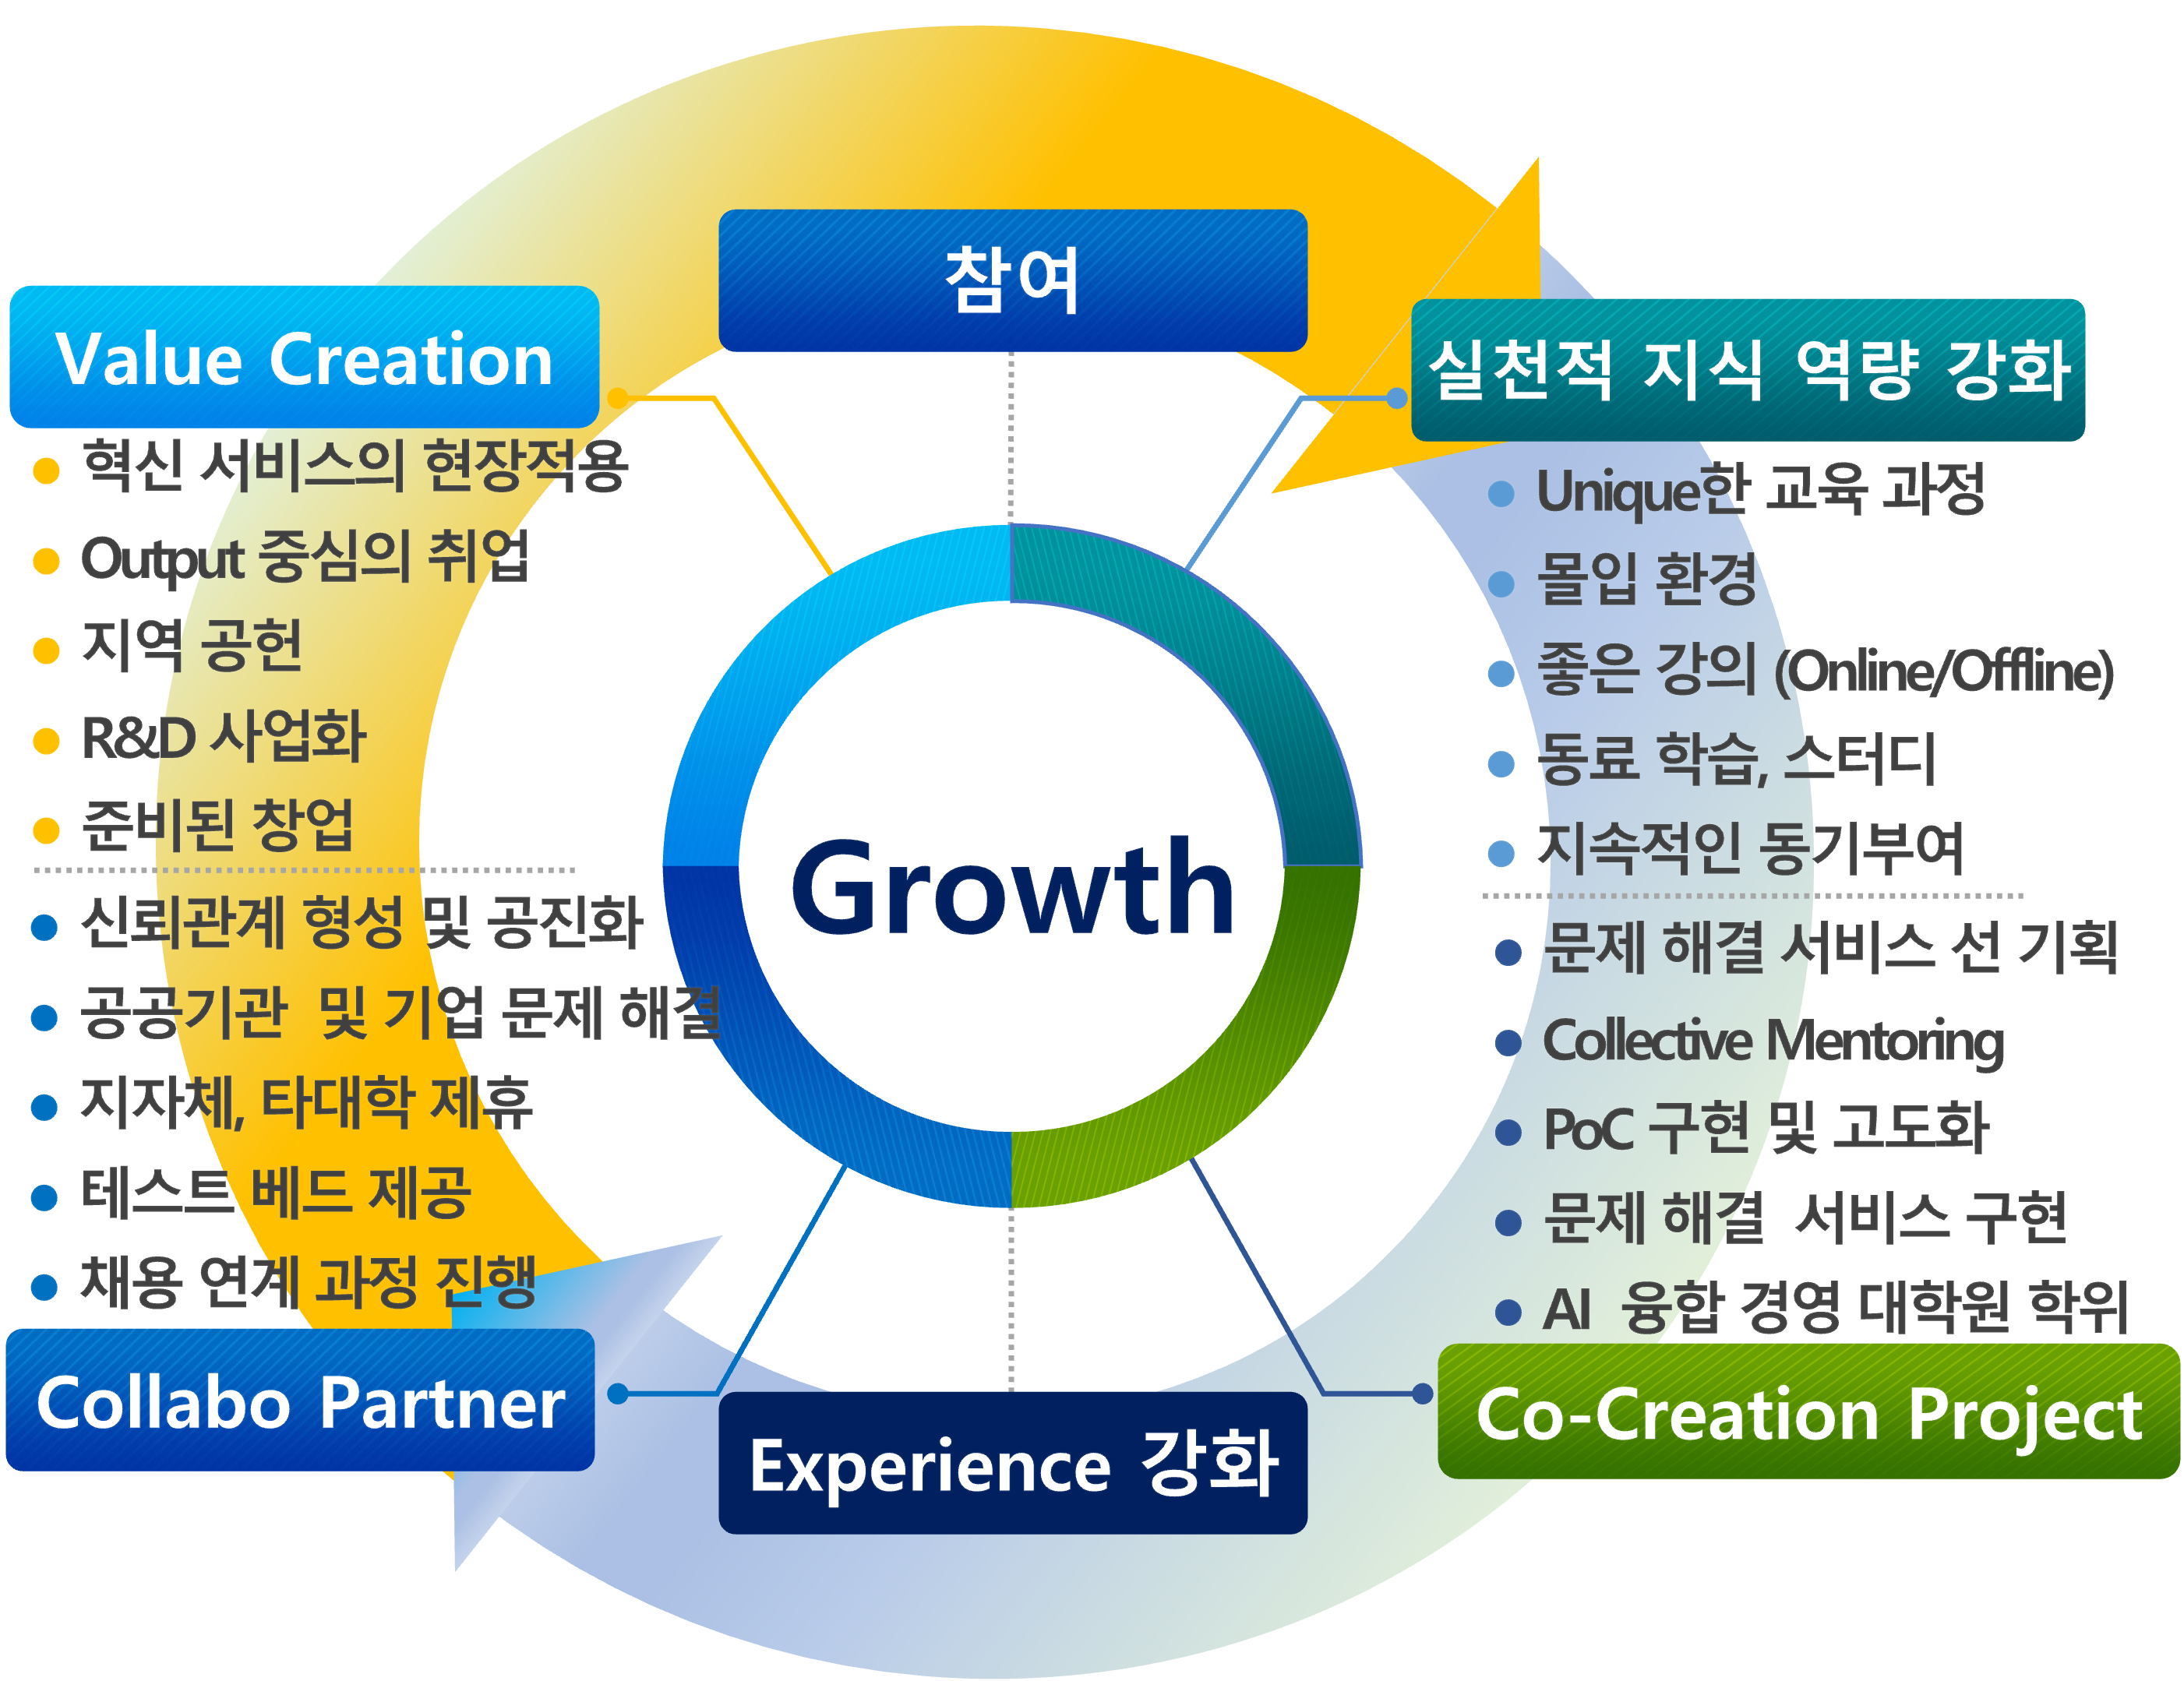 참여
Value Creation
혁신 서비스의 현장적용
Output 중심의 취업
지역 공헌
R&D 사업화
준비된 창업
신뢰관계 형성 및 공진화
공공기관 및 기업 문제 해결
지자체, 타대학 제휴
테스트 베드 제공
채용 연계 과정 진행
Collabo Partner
Growth
Experience 강화
실천적 지식 역량 강화
Unique한 교육 과정
몰입 환경
좋은 강의 (Online/Offline)
동료 학습, 스터디
지속적인 동기부여
문제 해결 서비스 선 기획
Collective Mentoring
PoC 구현 및 고도화
문제 해결 서비스 구현
AI 융합 경영 대학원 학위
Co-Creation Project